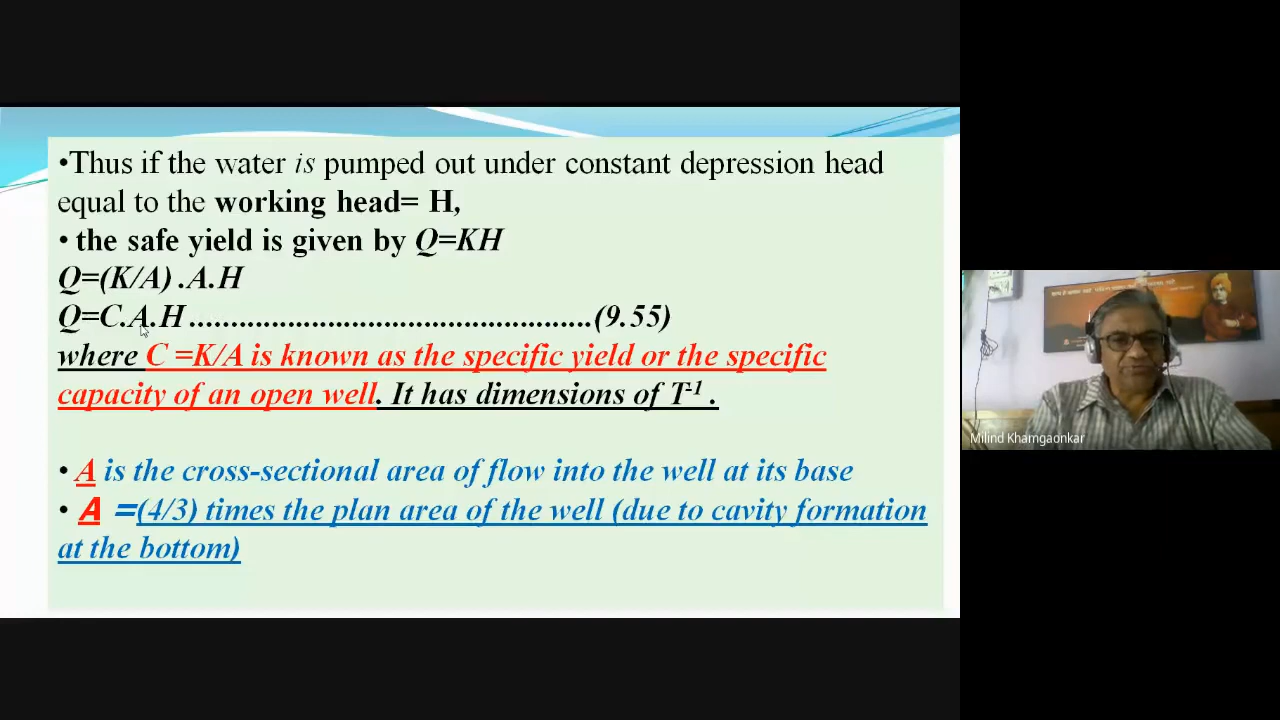 •Thus if the water is pumped out under constant depression head
equal to the working head= H,
• the safe yield is given by Q=KH
Q=(K/A) .A.H
Q=C.A.H.................................................(9.55)
where C =K/A is known as the specific yield or the specific
capacity of an open well. It has dimensions of T⁻¹ .
• A is the cross-sectional area of flow into the well at its base
• A =(4/3) times the plan area of the well (due to cavity formation
at the bottom)
Milind Khamgaonkar